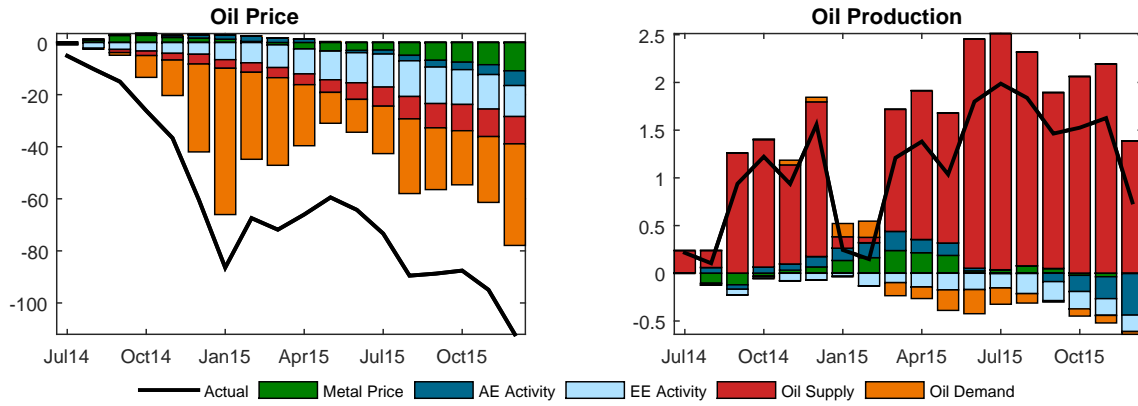 Oil Price
0
-20
-40
-60
-80
-100
Jul14 Oct14 Jan15 Apr15 Jul15 Oct15
Oil Production
2.5
2
1.5
1
0.5
0
-0.5
Jul14 Oct14 Jan15 Apr15 Jul15 Oct15
Actual Metal Price AE Activity EE Activity Oil Supply Oil Demand